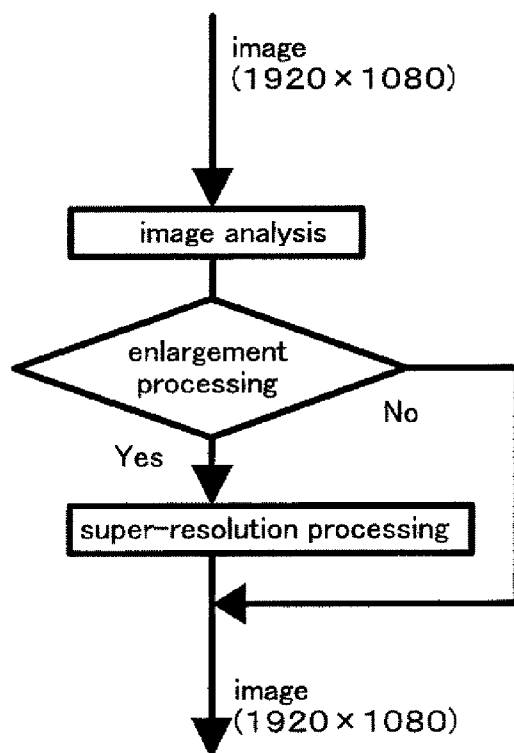 image
(1920×1080)
image analysis
enlargement
processing
No
Yes
super-resolution processing
image
(1920×1080)